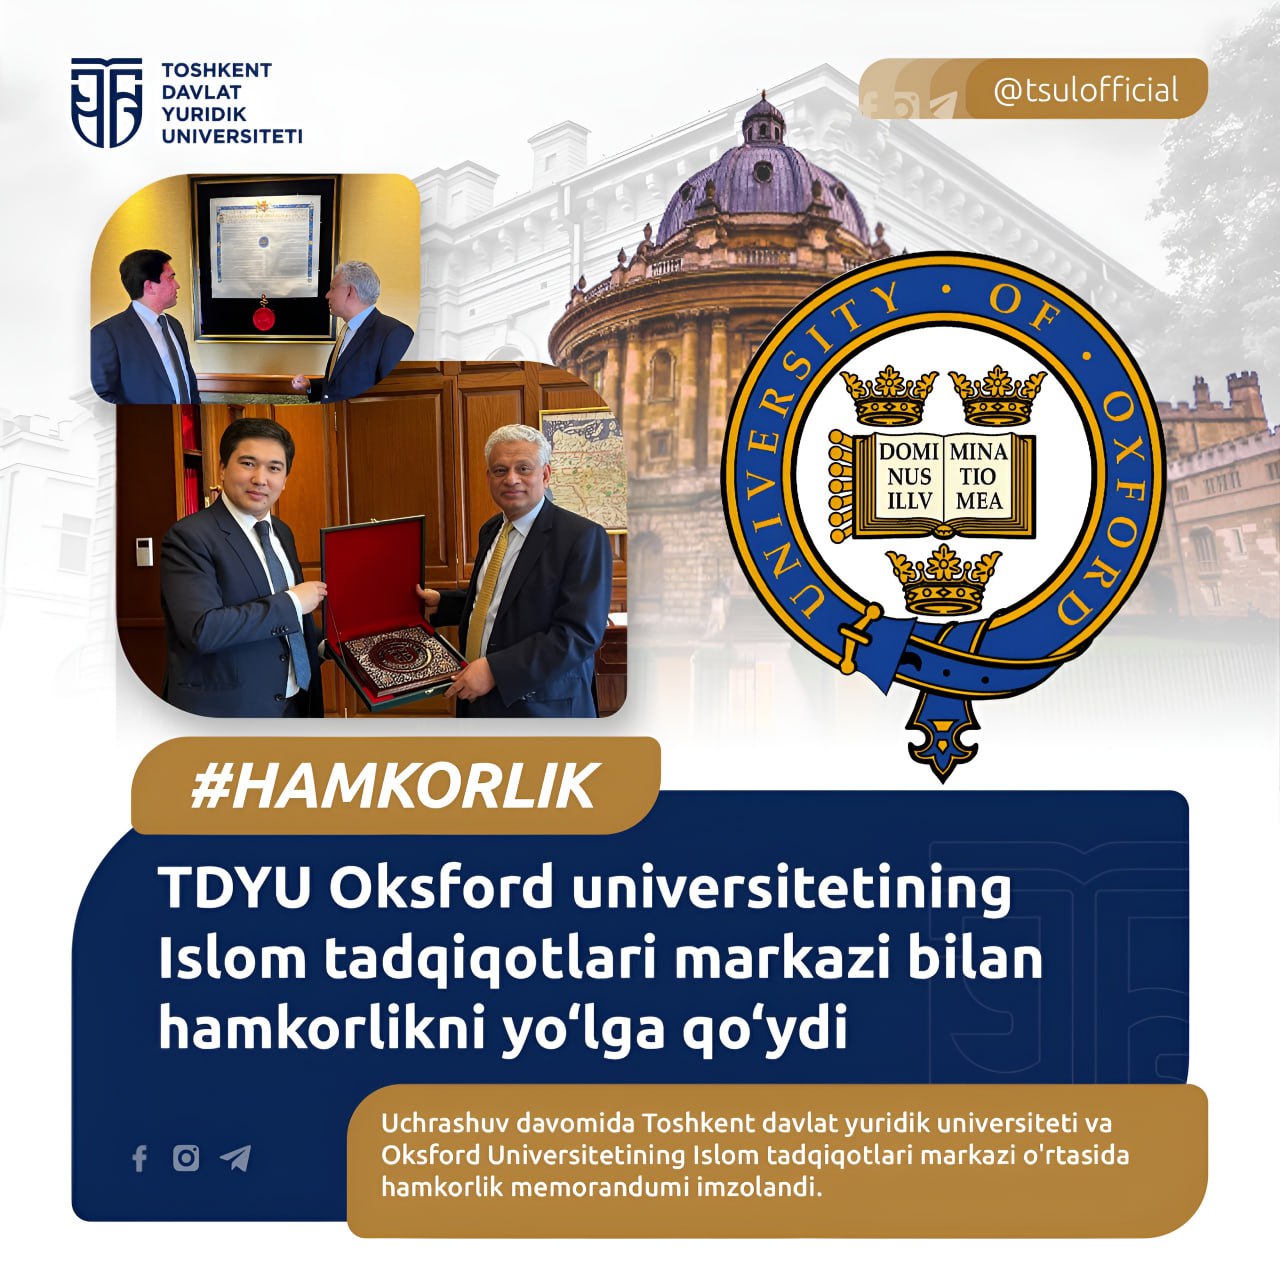 TOSHKENT
DAVLAT
YURIDIK
UNIVERSITETI
@tsulofficial
UNIVERSITY · OF · OXFORD
DOMI MINA
NUS TIO
ILLV MEA
#HAMKORLIK
TDYU Oksford universitetining
Islom tadqiqotlari markazi bilan
hamkorlikni yo‘lga qo‘ydi
Uchrashuv davomida Toshkent davlat yuridik universiteti va
Oksford Universitetining Islom tadqiqotlari markazi o'rtasida
hamkorlik memorandumi imzolandi.